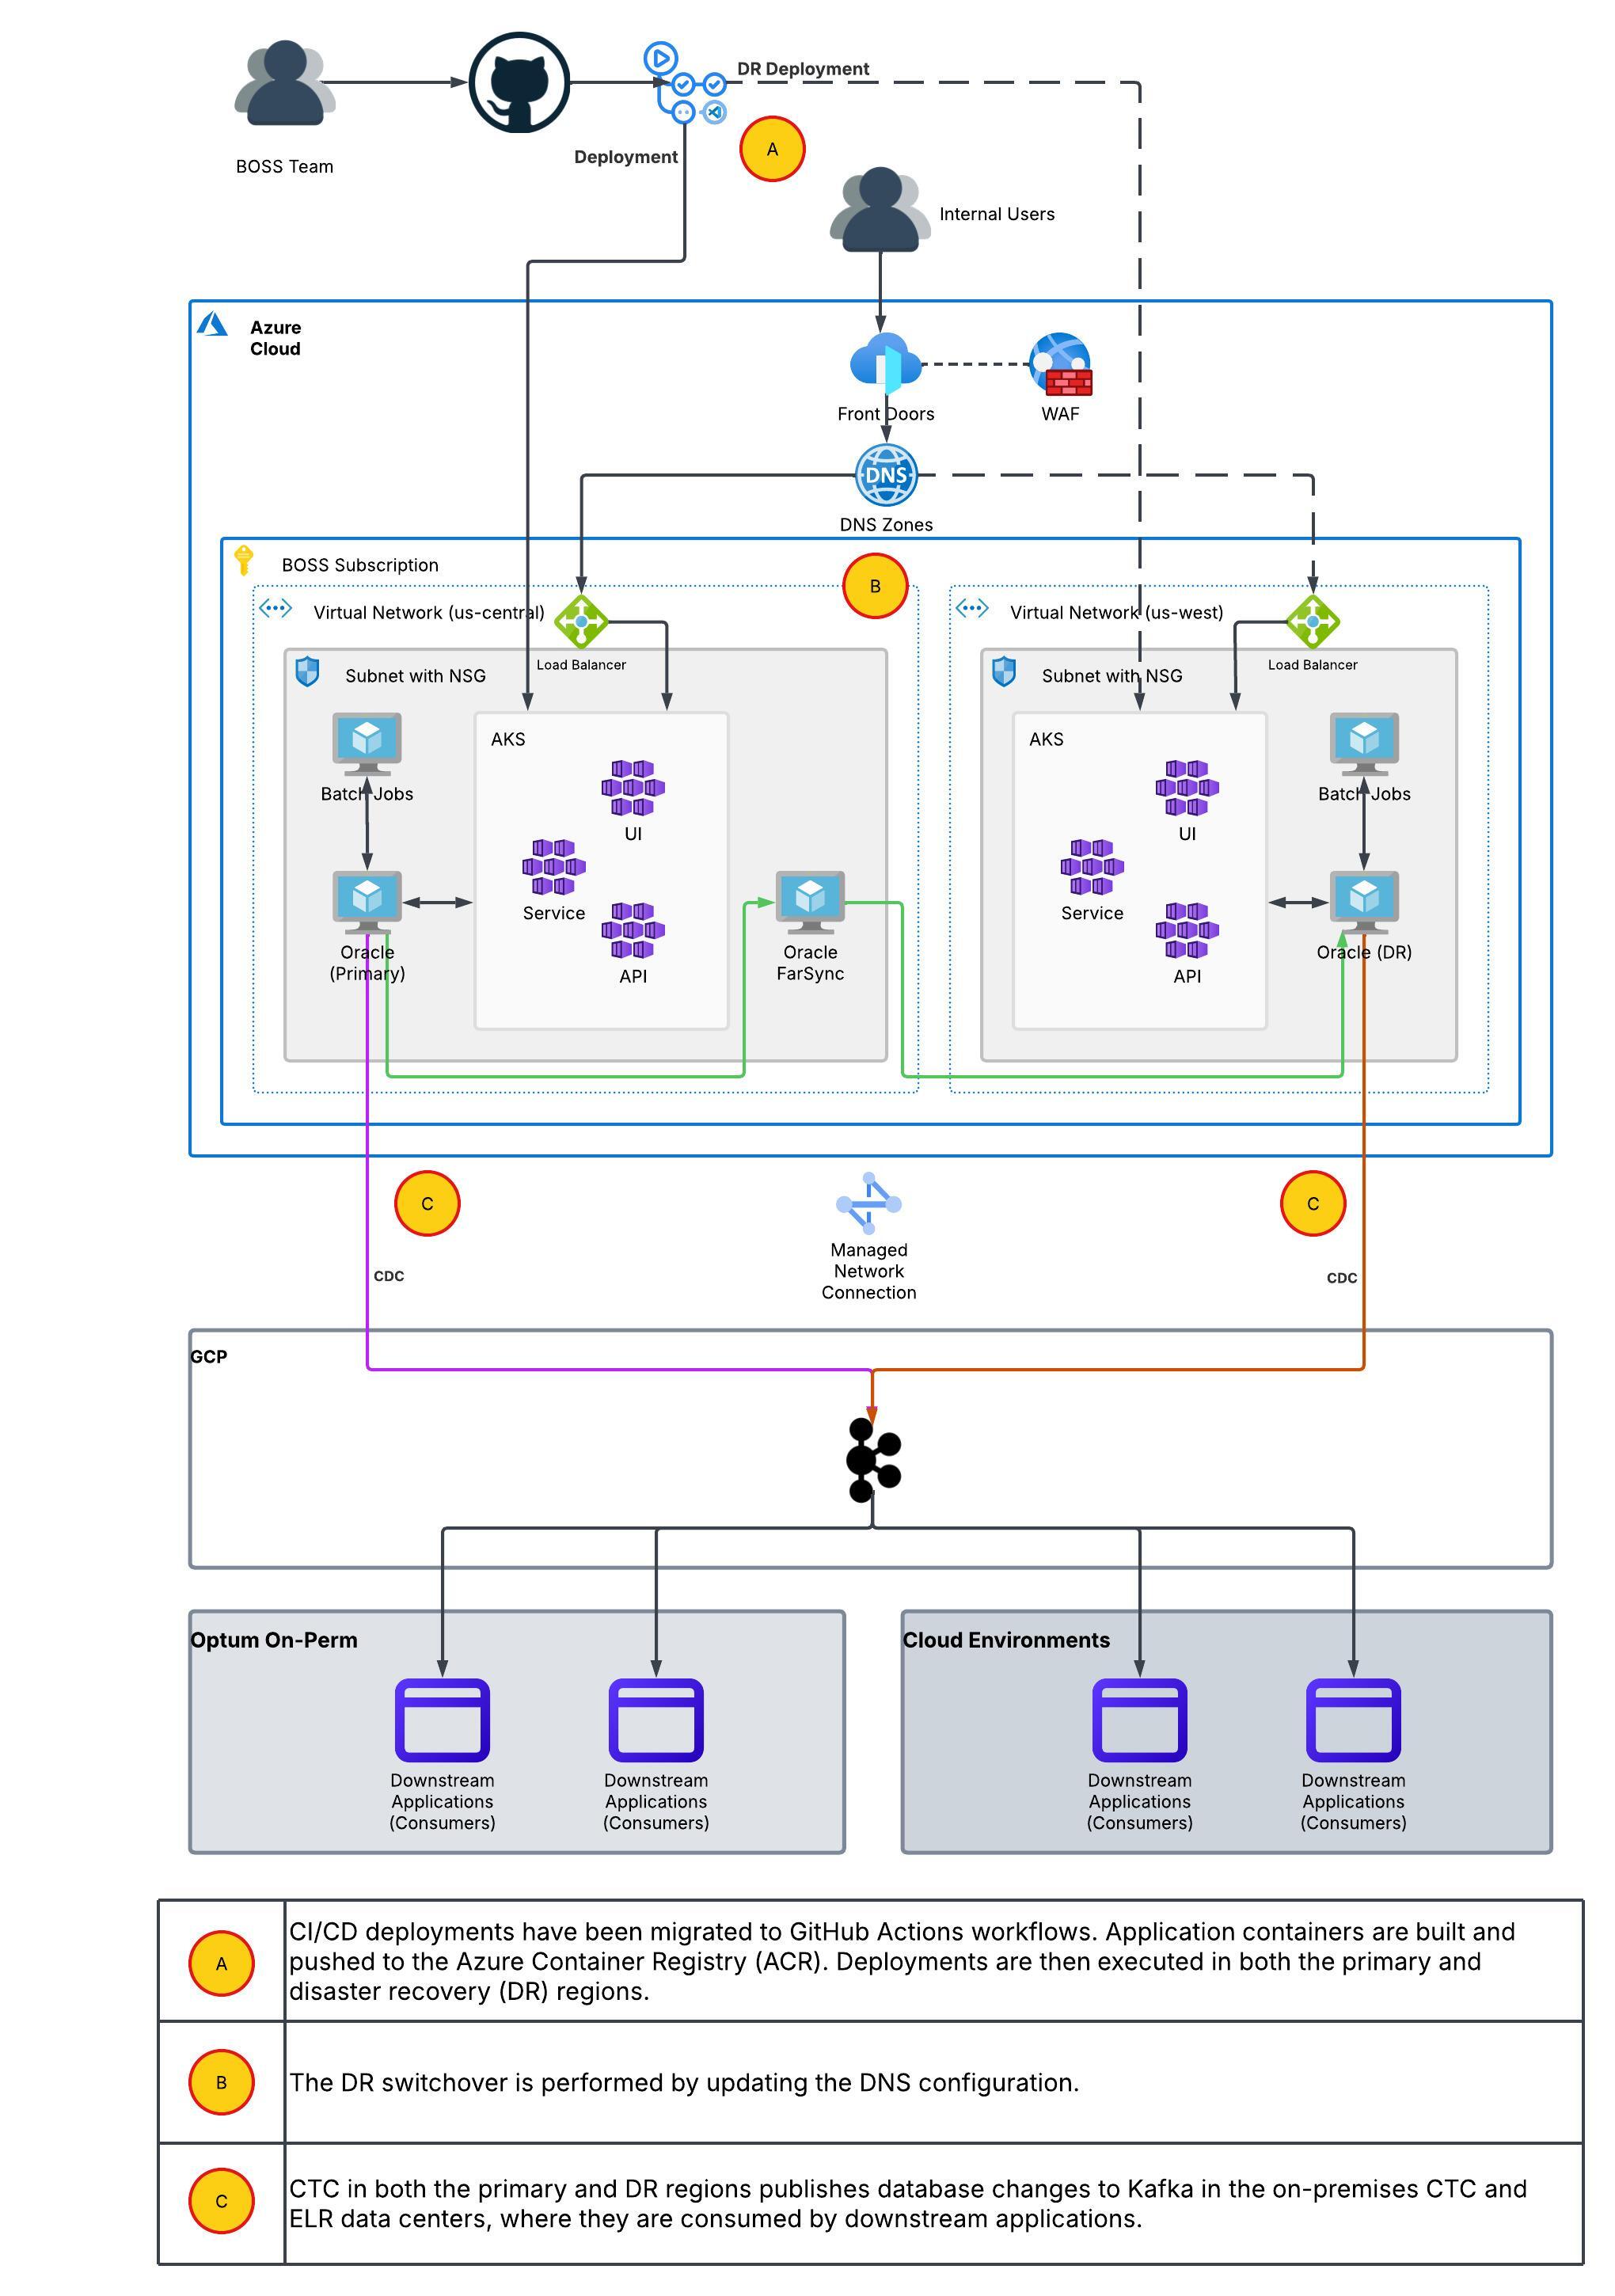 DR Deployment
Deployment
A
BOSS Team
Internal Users
Azure
Cloud
Front Doors
WAF
DNS
DNS Zones
BOSS Subscription
B
Virtual Network (us-central)
Load Balancer
Subnet with NSG
Batch Jobs
Oracle
(Primary)
AKS
UI
Service
API
Oracle
FarSync
Virtual Network (us-west)
Load Balancer
Subnet with NSG
AKS
UI
Service
API
Batch Jobs
Oracle (DR)
C
C
Managed
Network
Connection
CDC
CDC
GCP
Optum On-Perm
Downstream
Applications
(Consumers)
Downstream
Applications
(Consumers)
Cloud Environments
Downstream
Applications
(Consumers)
Downstream
Applications
(Consumers)
A
CI/CD deployments have been migrated to GitHub Actions workflows. Application containers are built and
pushed to the Azure Container Registry (ACR). Deployments are then executed in both the primary and
disaster recovery (DR) regions.
B
The DR switchover is performed by updating the DNS configuration.
C
CTC in both the primary and DR regions publishes database changes to Kafka in the on-premises CTC and
ELR data centers, where they are consumed by downstream applications.